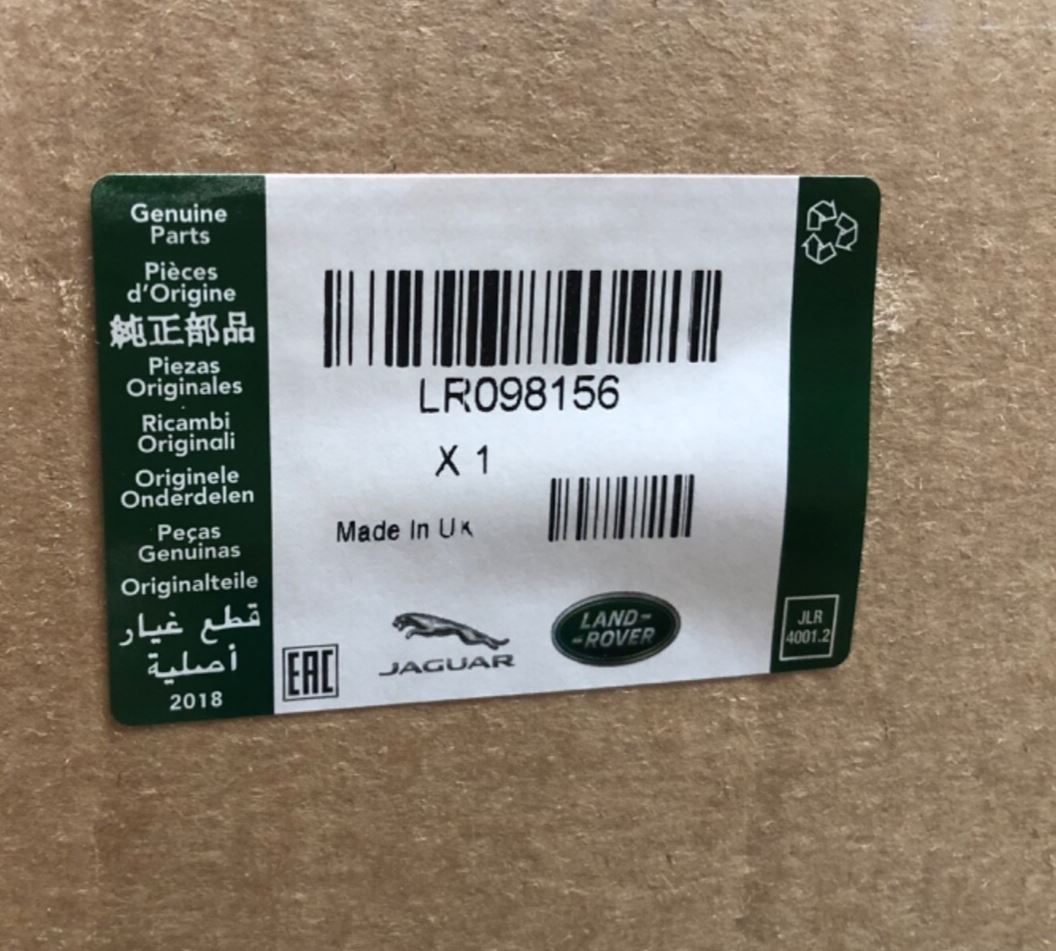 Genuine
Parts
Pièces
d'Origine
純正部品
Piezas
Originales
Ricambi
Originali
Originele
Onderdelen
Peças
Genuinas
Originalteile
قطع غيار
أصلية
2018
LR098156
X 1
Made In UK
EAC
JAGUAR
LAND-
-ROVER
JLR
4001.2